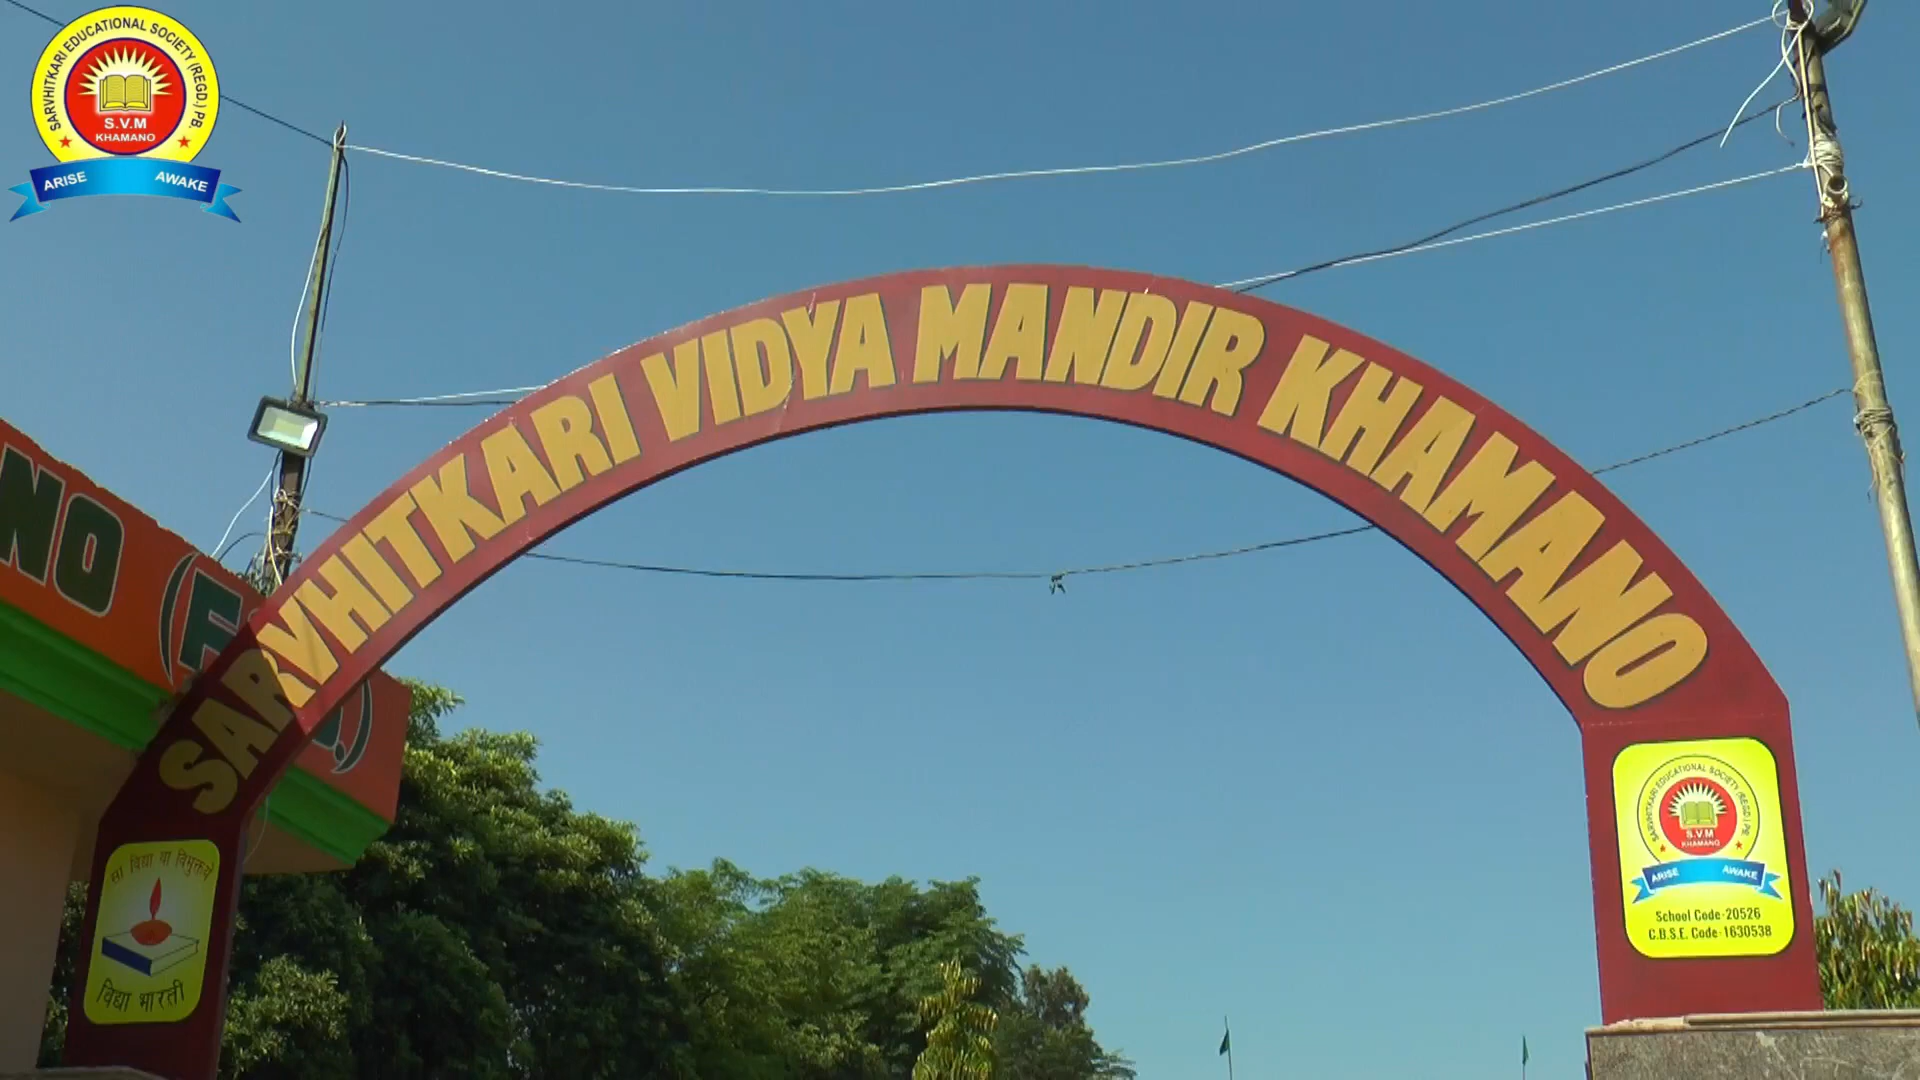 SARVHITKARI EDUCATIONAL SOCIETY (REGD.) PB.
S.V.M
KHAMANO
ARISE AWAKE
SARVHITKARI VIDYA MANDIR KHAMANO
NO
सा विद्या या विमुक्तये
विद्या भारती
SARVHITKARI EDUCATIONAL SOCIETY (REGD.) PB.
S.V.M
KHAMANO
ARISE AWAKE
School Code-20526
C.B.S.E. Code-1630538